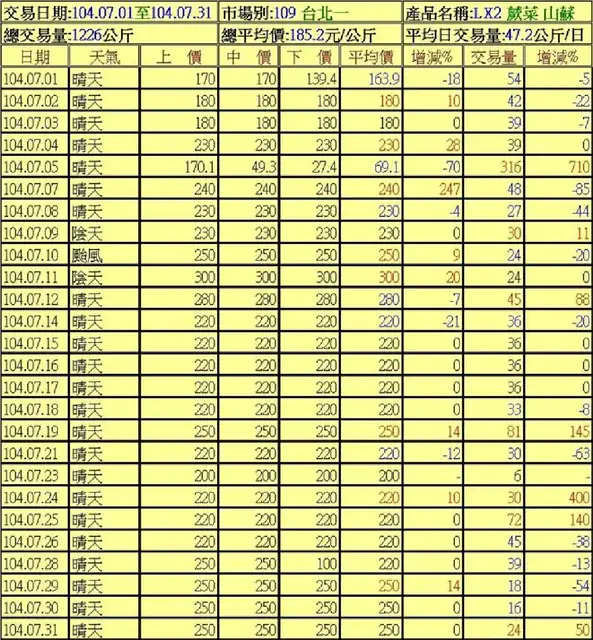 交易日期:104.07.01至104.07.31 市場別:109 台北一 產品名稱:LX2 蕨菜 山蘇
總交易量:1226公斤 總平均價:185.2元/公斤 平均日交易量:47.2公斤/日
日期 天氣 上 價 中 價 下 價 平均價 增減% 交易量 增減%
104.07.01 晴天 170 170 139.4 163.9 -18 54 -5
104.07.02 晴天 180 180 180 180 10 42 -22
104.07.03 晴天 180 180 180 180 0 39 -7
104.07.04 晴天 230 230 230 230 28 39 0
104.07.05 晴天 170.1 49.3 27.4 69.1 -70 316 710
104.07.07 晴天 240 240 240 240 247 48 -85
104.07.08 晴天 230 230 230 230 -4 27 -44
104.07.09 陰天 230 230 230 230 0 30 11
104.07.10 颱風 250 250 250 250 9 24 -20
104.07.11 陰天 300 300 300 300 20 24 0
104.07.12 晴天 280 280 280 280 -7 45 88
104.07.14 晴天 220 220 220 220 -21 36 -20
104.07.15 晴天 220 220 220 220 0 36 0
104.07.16 晴天 220 220 220 220 0 36 0
104.07.17 晴天 220 220 220 220 0 36 0
104.07.18 晴天 220 220 220 220 0 33 -8
104.07.19 晴天 250 250 250 250 14 81 145
104.07.21 晴天 220 220 220 220 -12 30 -63
104.07.23 晴天 200 200 200 200 - 6 -
104.07.24 晴天 220 220 220 220 10 30 400
104.07.25 晴天 220 220 220 220 0 72 140
104.07.26 晴天 220 220 220 220 0 45 -38
104.07.28 晴天 250 250 100 220 0 39 -13
104.07.29 晴天 250 250 250 250 14 18 -54
104.07.30 晴天 250 250 250 250 0 16 -11
104.07.31 晴天 250 250 250 250 0 24 50